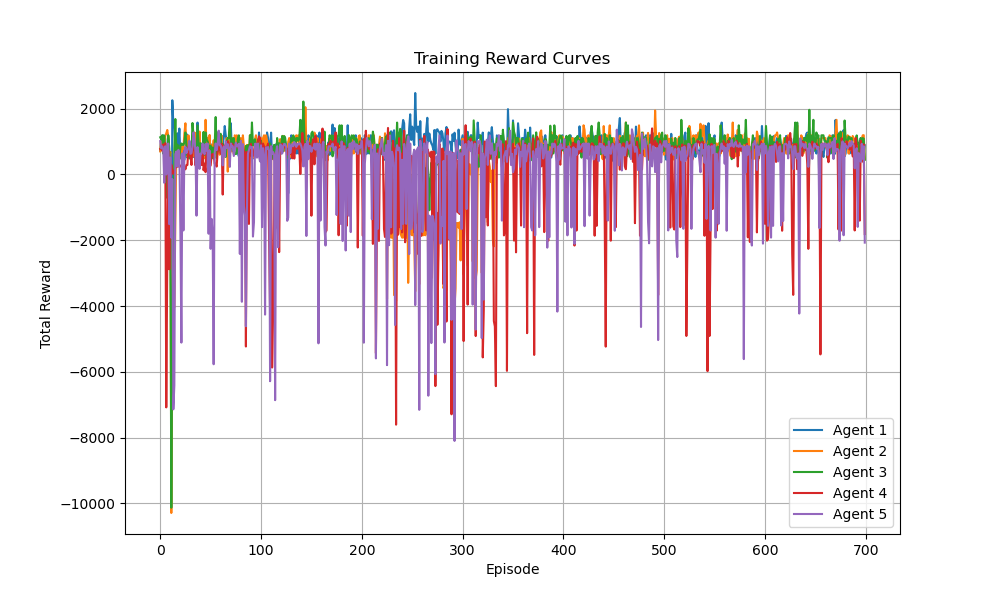 Training Reward Curves
Total Reward
2000
0
−2000
−4000
−6000
−8000
−10000
0 100 200 300 400 500 600 700
Episode
Agent 1
Agent 2
Agent 3
Agent 4
Agent 5